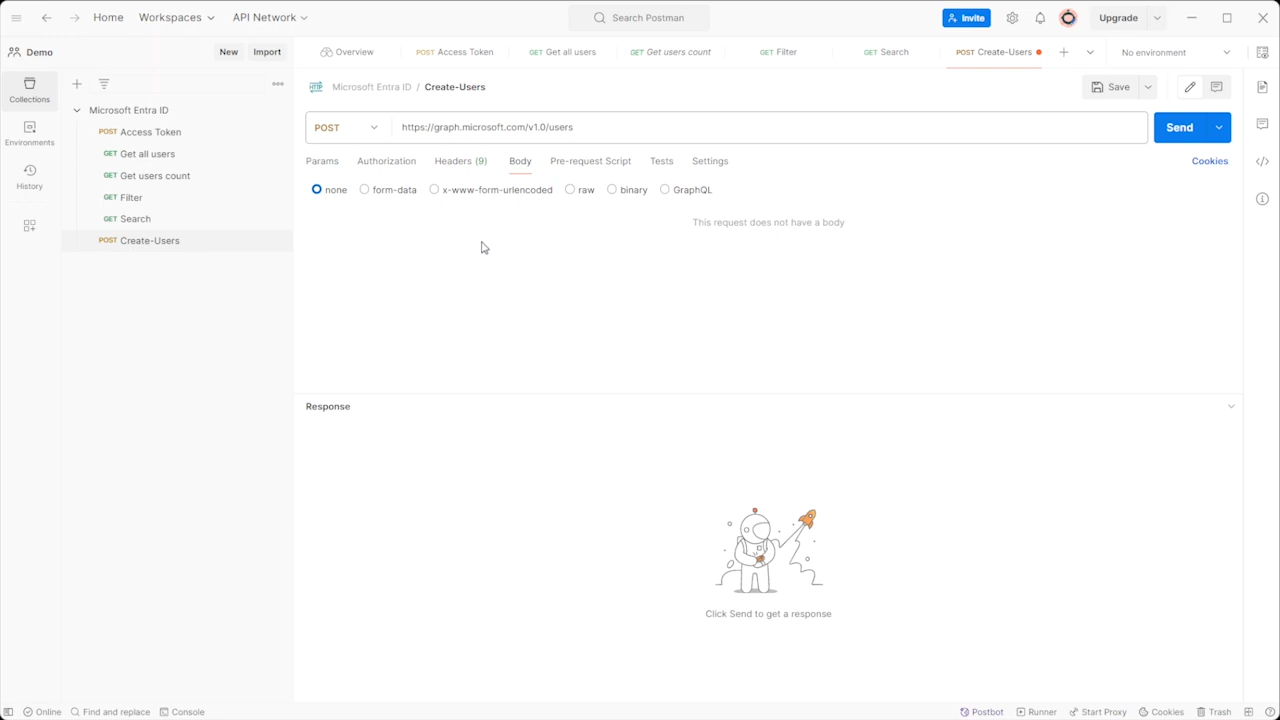 Home Workspaces API Network Search Postman Invite Upgrade
Demo New Import Overview POST Access Token GET Get all users GET Get users count GET Filter GET Search POST Create-Users No environment
Collections
Environments
History
Microsoft Entra ID
POST Access Token
GET Get all users
GET Get users count
GET Filter
GET Search
POST Create-Users
HTTP Microsoft Entra ID / Create-Users Save
POST https://graph.microsoft.com/v1.0/users Send
Params Authorization Headers (9) Body Pre-request Script Tests Settings Cookies
none form-data x-www-form-urlencoded raw binary GraphQL
This request does not have a body
Response
Click Send to get a response
Online Find and replace Console Postbot Runner Start Proxy Cookies Trash